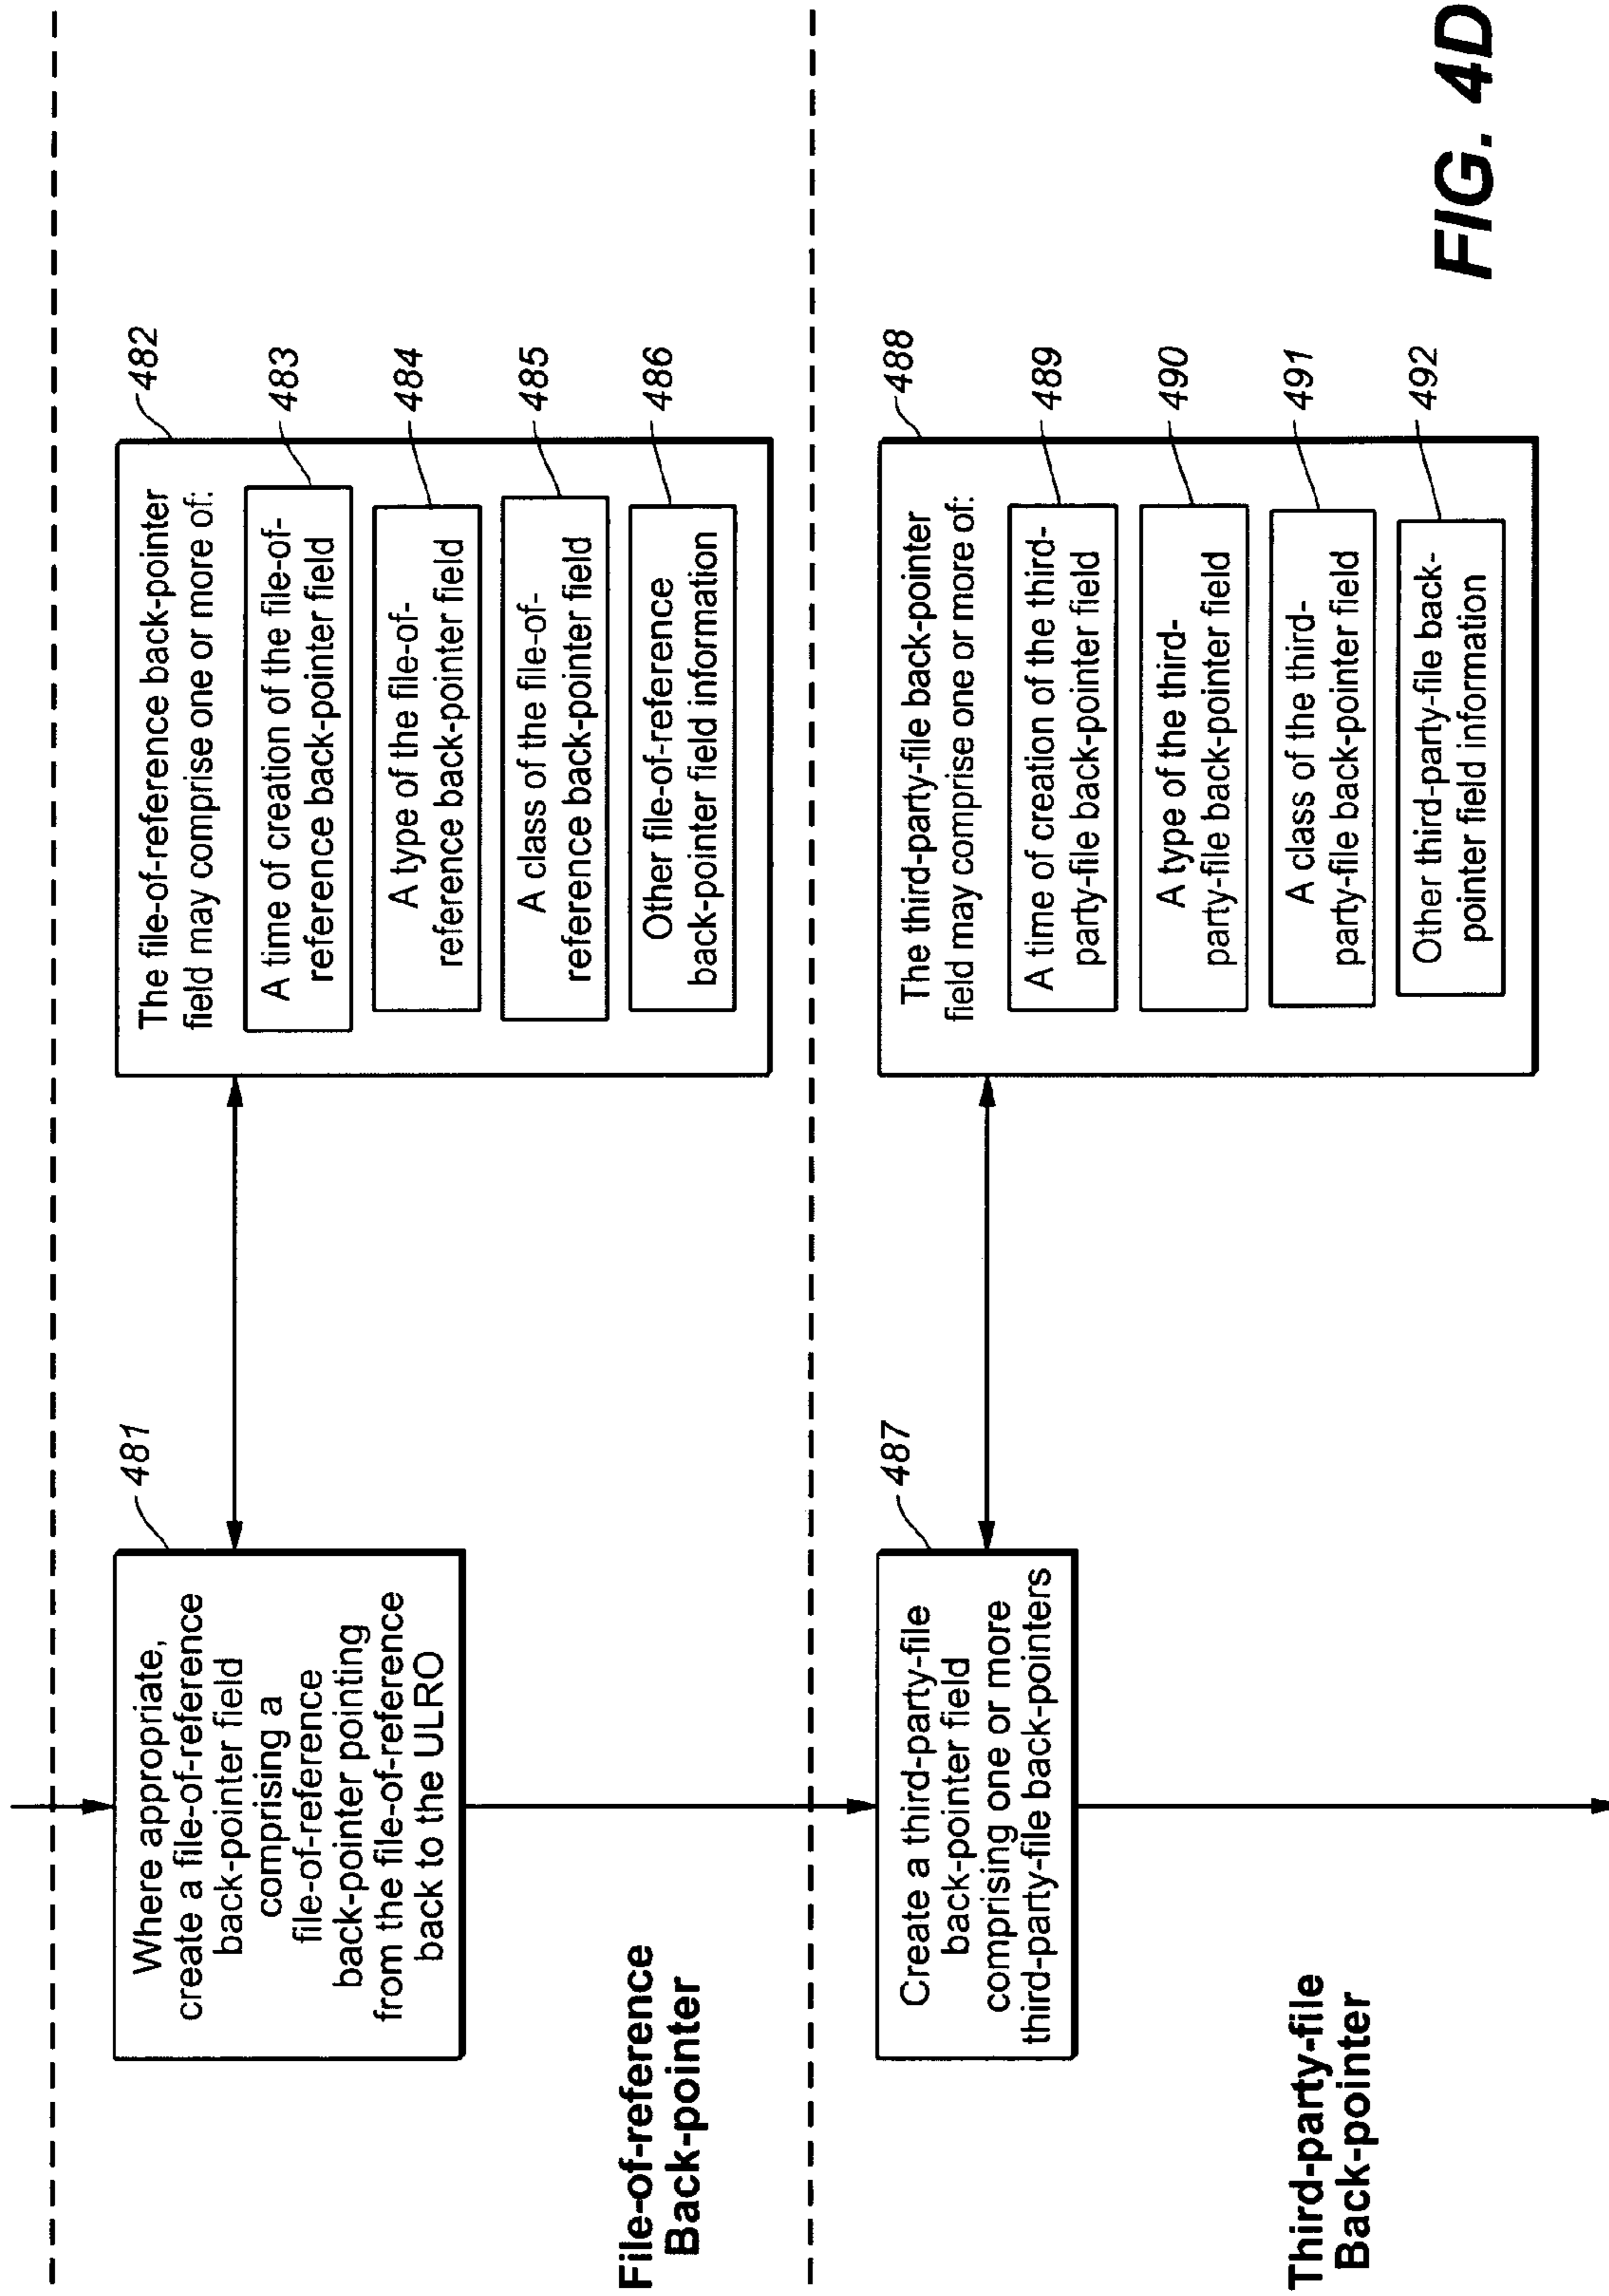 481
Where appropriate,
create a file-of-reference
back-pointer field
comprising a
file-of-reference
back-pointer pointing
from the file-of-reference
back to the ULRO
File-of-reference
Back-pointer
482
The file-of-reference back-pointer
field may comprise one or more of:
483
A time of creation of the file-of-
reference back-pointer field
484
A type of the file-of-
reference back-pointer field
485
A class of the file-of-
reference back-pointer field
486
Other file-of-reference
back-pointer field information
487
Create a third-party-file
back-pointer field
comprising one or more
third-party-file back-pointers
Third-party-file
Back-pointer
488
The third-party-file back-pointer
field may comprise one or more of:
489
A time of creation of the third-
party-file back-pointer field
490
A type of the third-
party-file back-pointer field
491
A class of the third-
party-file back-pointer field
492
Other third-party-file back-
pointer field information
FIG. 4D